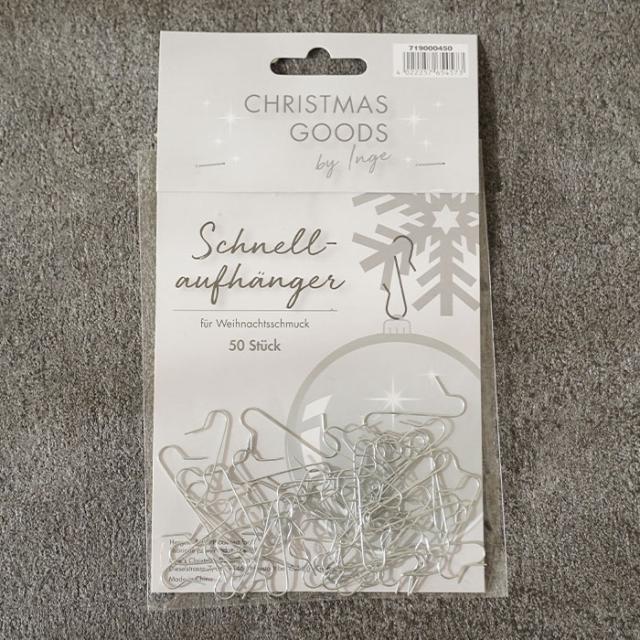 719000450
CHRISTMAS
GOODS
by Inge
Schnell-
aufhänger
für Weihnachtsschmuck
50 Stück
Made in China